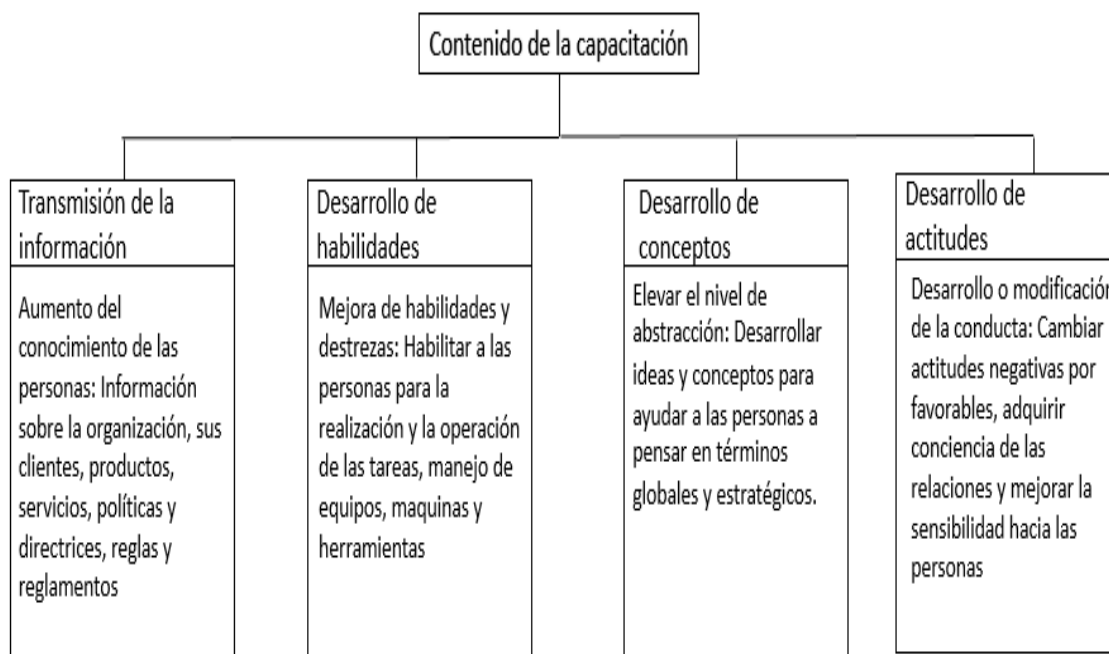 Contenido de la capacitación
Transmisión de la
información
Aumento del
conocimiento de las
personas: Información
sobre la organización, sus
clientes, productos,
servicios, políticas y
directrices, reglas y
reglamentos
Desarrollo de
habilidades
Mejora de habilidades y
destrezas: Habilitar a las
personas para la
realización y la operación
de las tareas, manejo de
equipos, maquinas y
herramientas
Desarrollo de
conceptos
Elevar el nivel de
abstracción: Desarrollar
ideas y conceptos para
ayudar a las personas a
pensar en términos
globales y estratégicos.
Desarrollo de
actitudes
Desarrollo o modificación
de la conducta: Cambiar
actitudes negativas por
favorables, adquirir
conciencia de las
relaciones y mejorar la
sensibilidad hacia las
personas